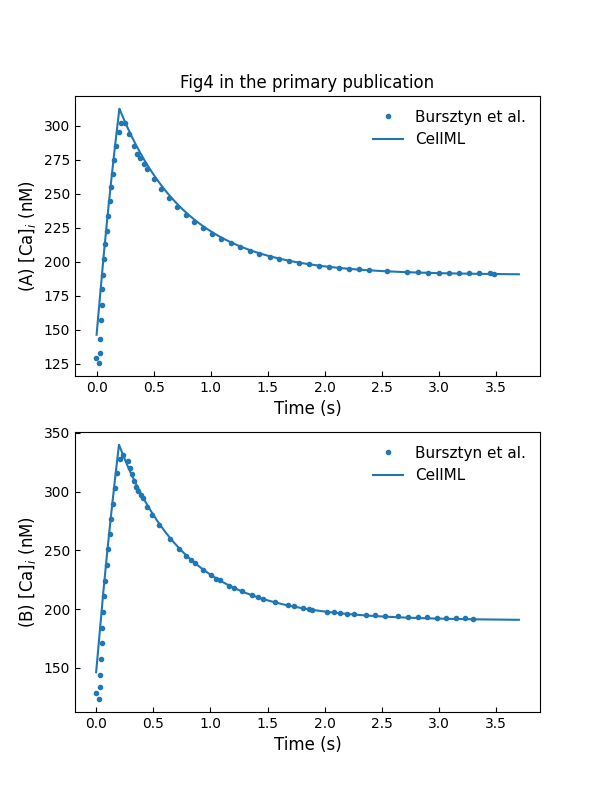 Fig4 in the primary publication
(A) [Ca]i (nM)
300
275
250
225
200
175
150
125
Bursztyn et al.
CellML
0.0 0.5 1.0 1.5 2.0 2.5 3.0 3.5
Time (s)
(B) [Ca]i (nM)
350
300
250
200
150
Bursztyn et al.
CellML
0.0 0.5 1.0 1.5 2.0 2.5 3.0 3.5
Time (s)